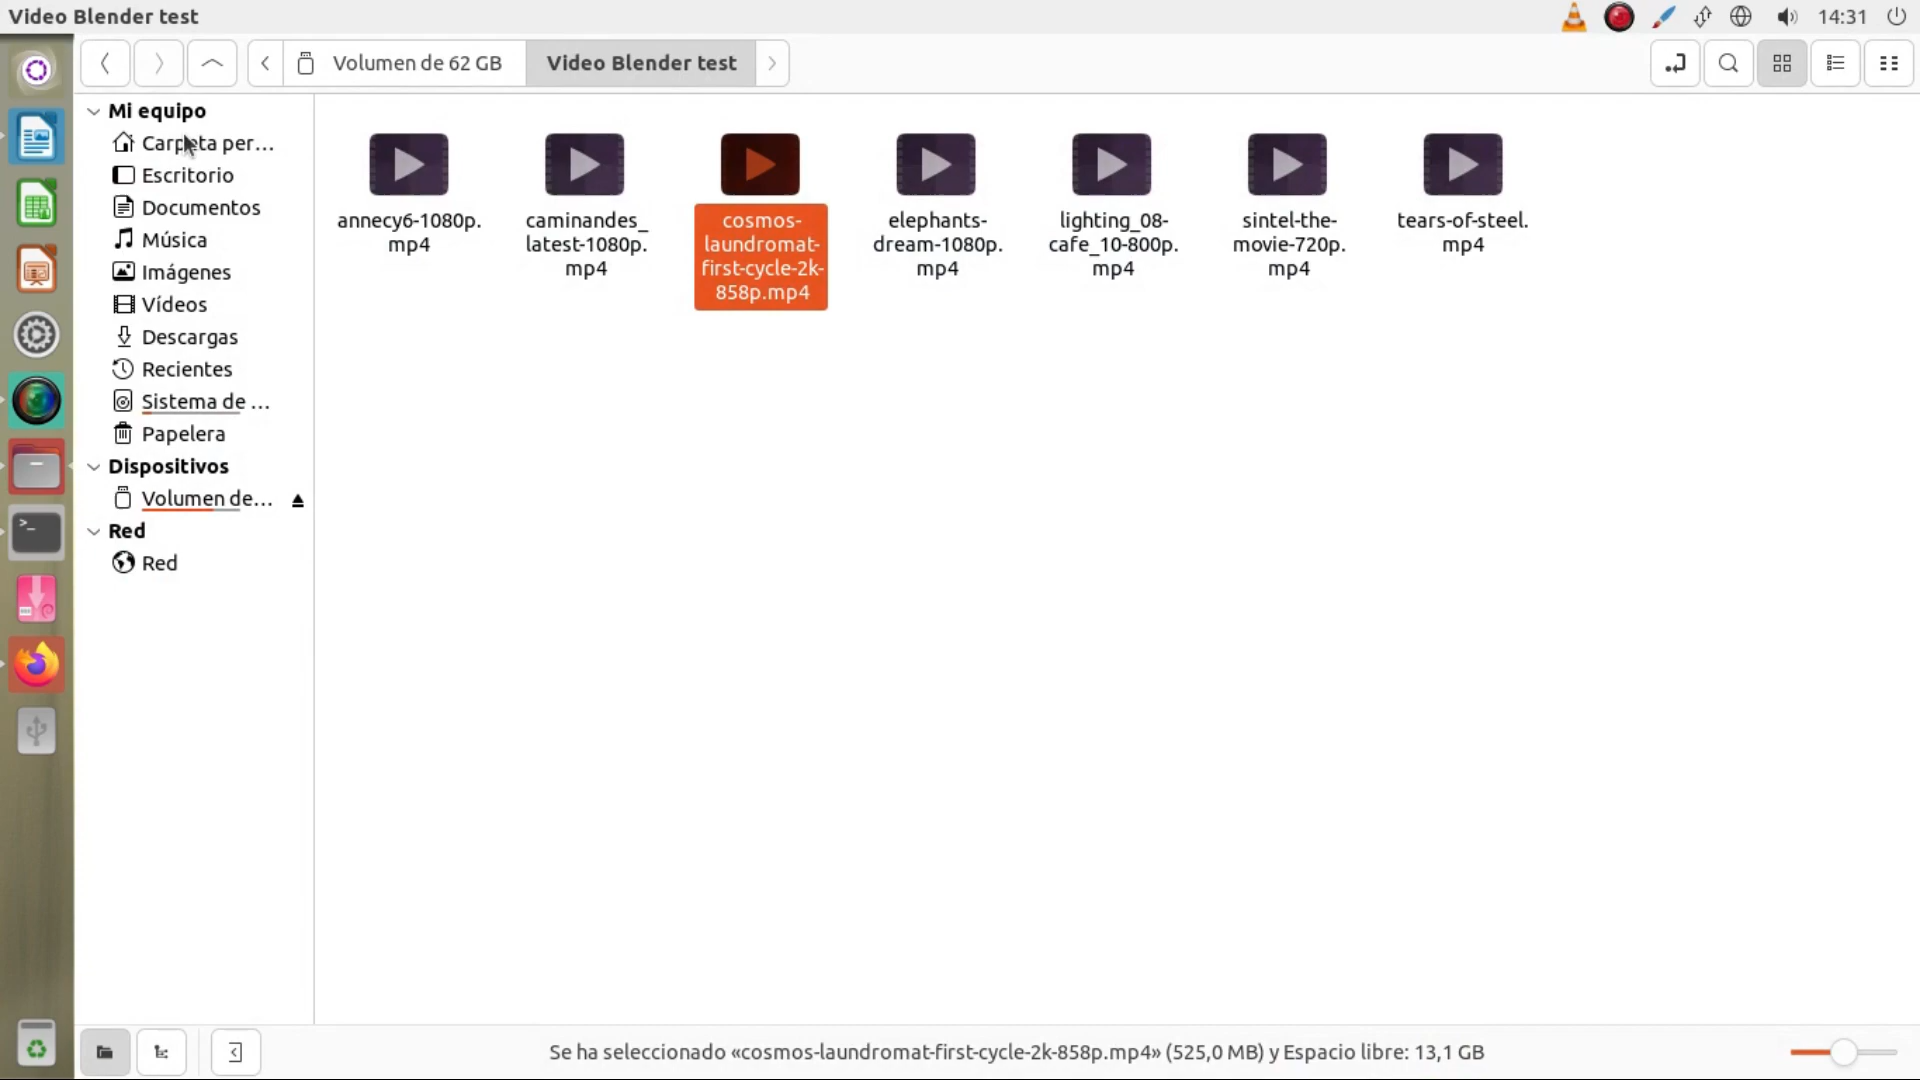 Video Blender test
14:31
Volumen de 62 GB
Video Blender test
Mi equipo
Carpeta per...
Escritorio
Documentos
Música
Imágenes
Vídeos
Descargas
Recientes
Sistema de ...
Papelera
Dispositivos
Volumen de...
Red
Red
annecy6-1080p.
mp4
caminandes_
latest-1080p.
mp4
cosmos-
laundromat-
first-cycle-2k-
858p.mp4
elephants-
dream-1080p.
mp4
lighting_08-
cafe_10-800p.
mp4
sintel-the-
movie-720p.
mp4
tears-of-steel.
mp4
Se ha seleccionado «cosmos-laundromat-first-cycle-2k-858p.mp4» (525,0 MB) y Espacio libre: 13,1 GB